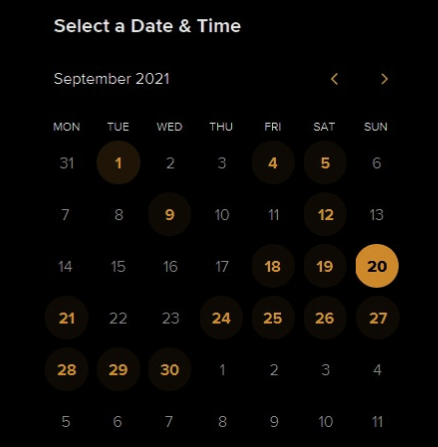 Select a Date & Time
September 2021 < >
MON TUE WED THU FRI SAT SUN
31 1 2 3 4 5 6
7 8 9 10 11 12 13
14 15 16 17 18 19 20
21 22 23 24 25 26 27
28 29 30 1 2 3 4
5 6 7 8 9 10 11